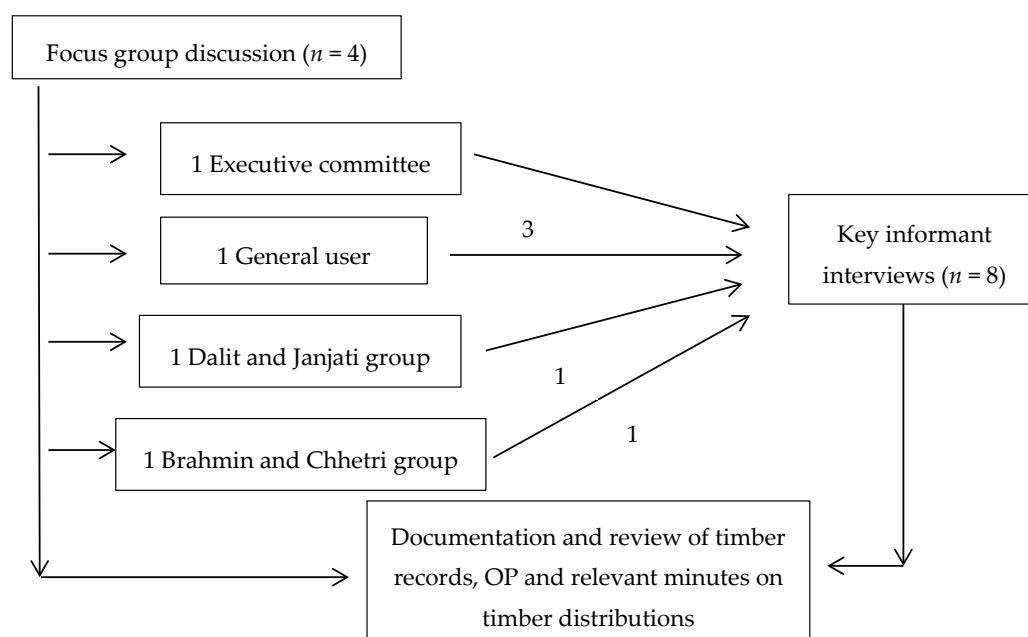 Focus group discussion (n = 4)
1 Executive committee
3
1 General user
Key informant
interviews (n = 8)
1 Dalit and Janjati group
1
1
1 Brahmin and Chhetri group
Documentation and review of timber
records, OP and relevant minutes on
timber distributions